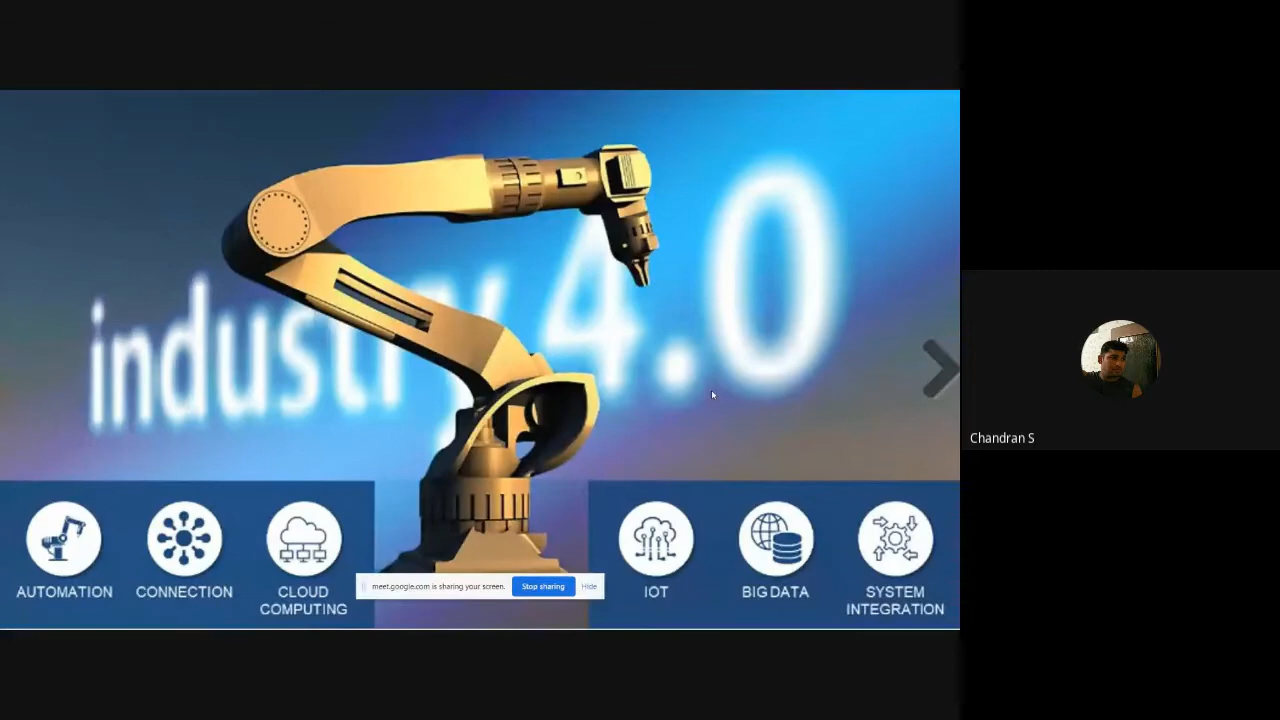 industry 4.0
AUTOMATION
CONNECTION
CLOUD
COMPUTING
IOT
BIG DATA
SYSTEM
INTEGRATION
meet.google.com is sharing your screen.
Stop sharing
Hide
Chandran S